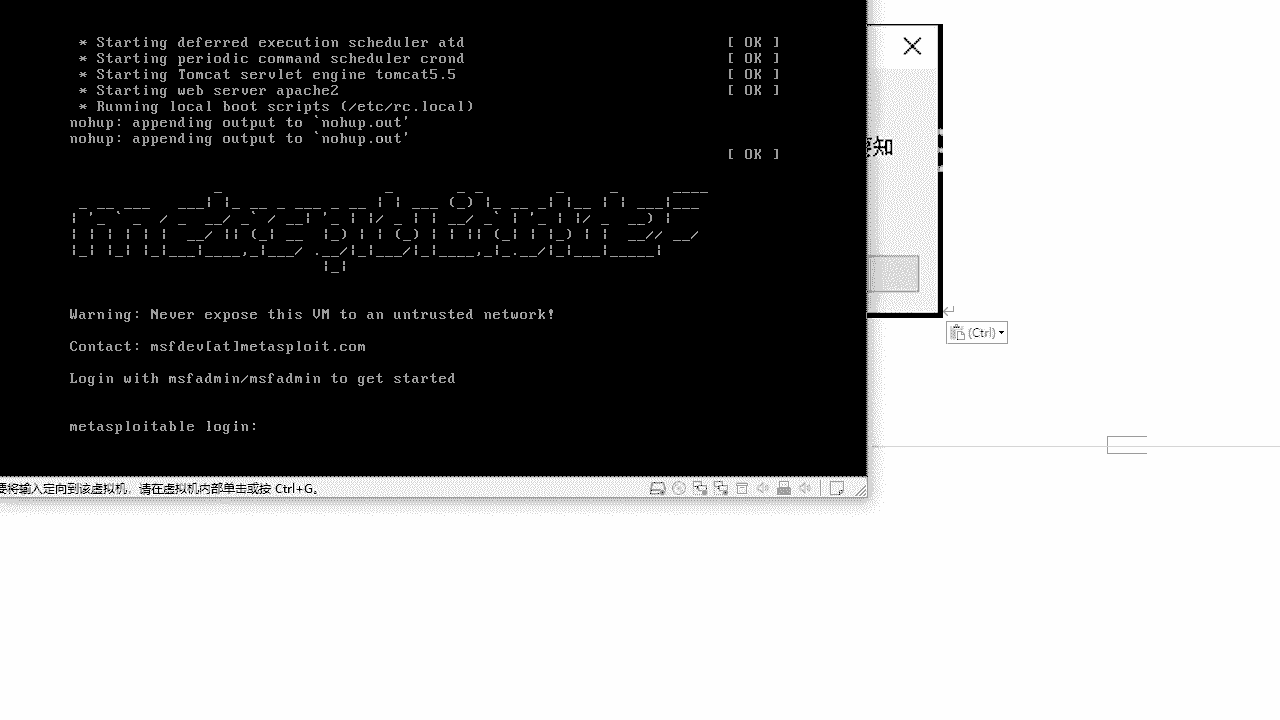 * Starting deferred execution scheduler atd [ OK ]
* Starting periodic command scheduler crond [ OK ]
* Starting Tomcat servlet engine tomcat5.5 [ OK ]
* Starting web server apache2 [ OK ]
* Running local boot scripts (/etc/rc.local)
nohup: appending output to `nohup.out'
nohup: appending output to `nohup.out'
[ OK ]
Warning: Never expose this VM to an untrusted network!
Contact: msfdev[at]metasploit.com
Login with msfadmin/msfadmin to get started
metasploitable login:
要将输入定向到该虚拟机，请在虚拟机内部单击或按 Ctrl+G。
知
(Ctrl)